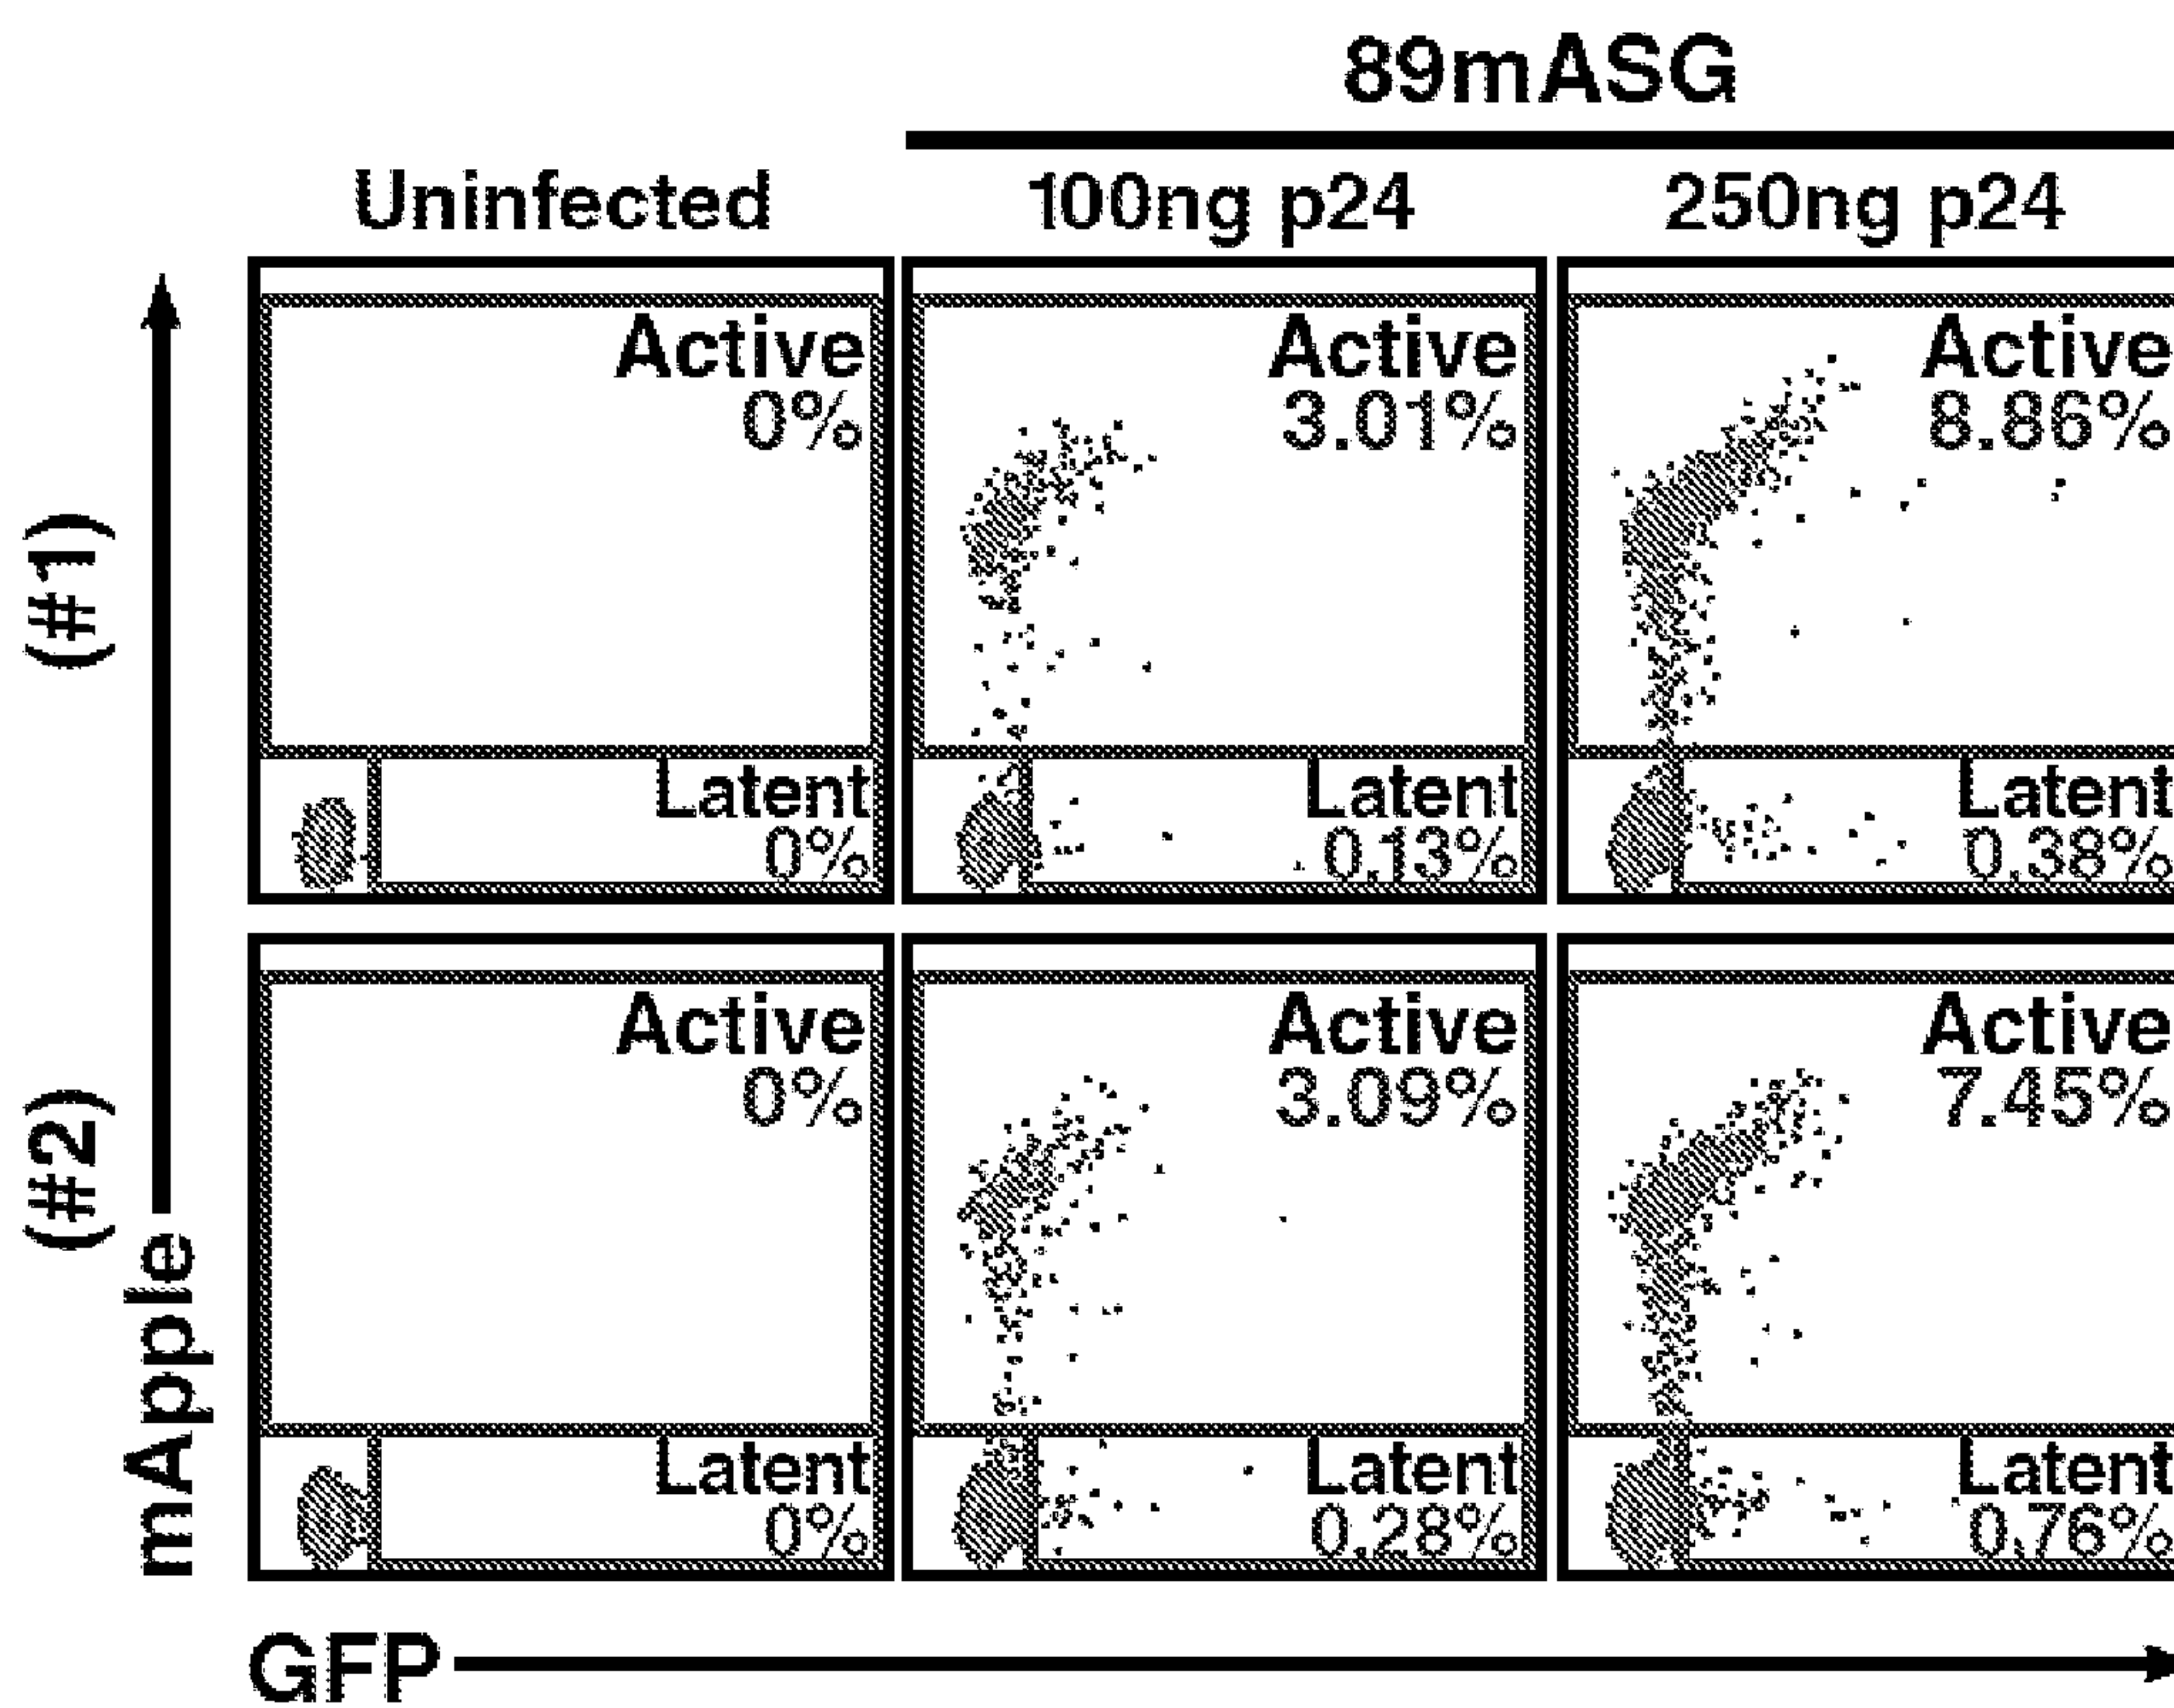 89mASG
Uninfected 100ng p24 250ng p24
(#1)
Active Active Active
0% 3.01% 8.86%
Latent Latent Latent
0% 0.13% 0.38%
(#2)
Active Active Active
0% 3.09% 7.45%
Latent Latent Latent
0% 0.28% 0.76%
mApple
GFP